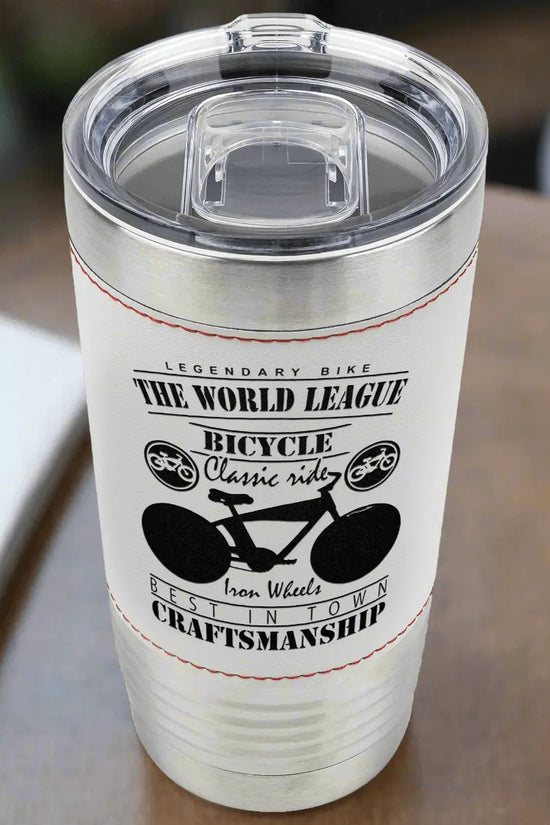 LEGENDARY BIKE
THE WORLD LEAGUE
BICYCLE
Classic ride
Iron Wheels
BEST IN TOWN
CRAFTSMANSHIP